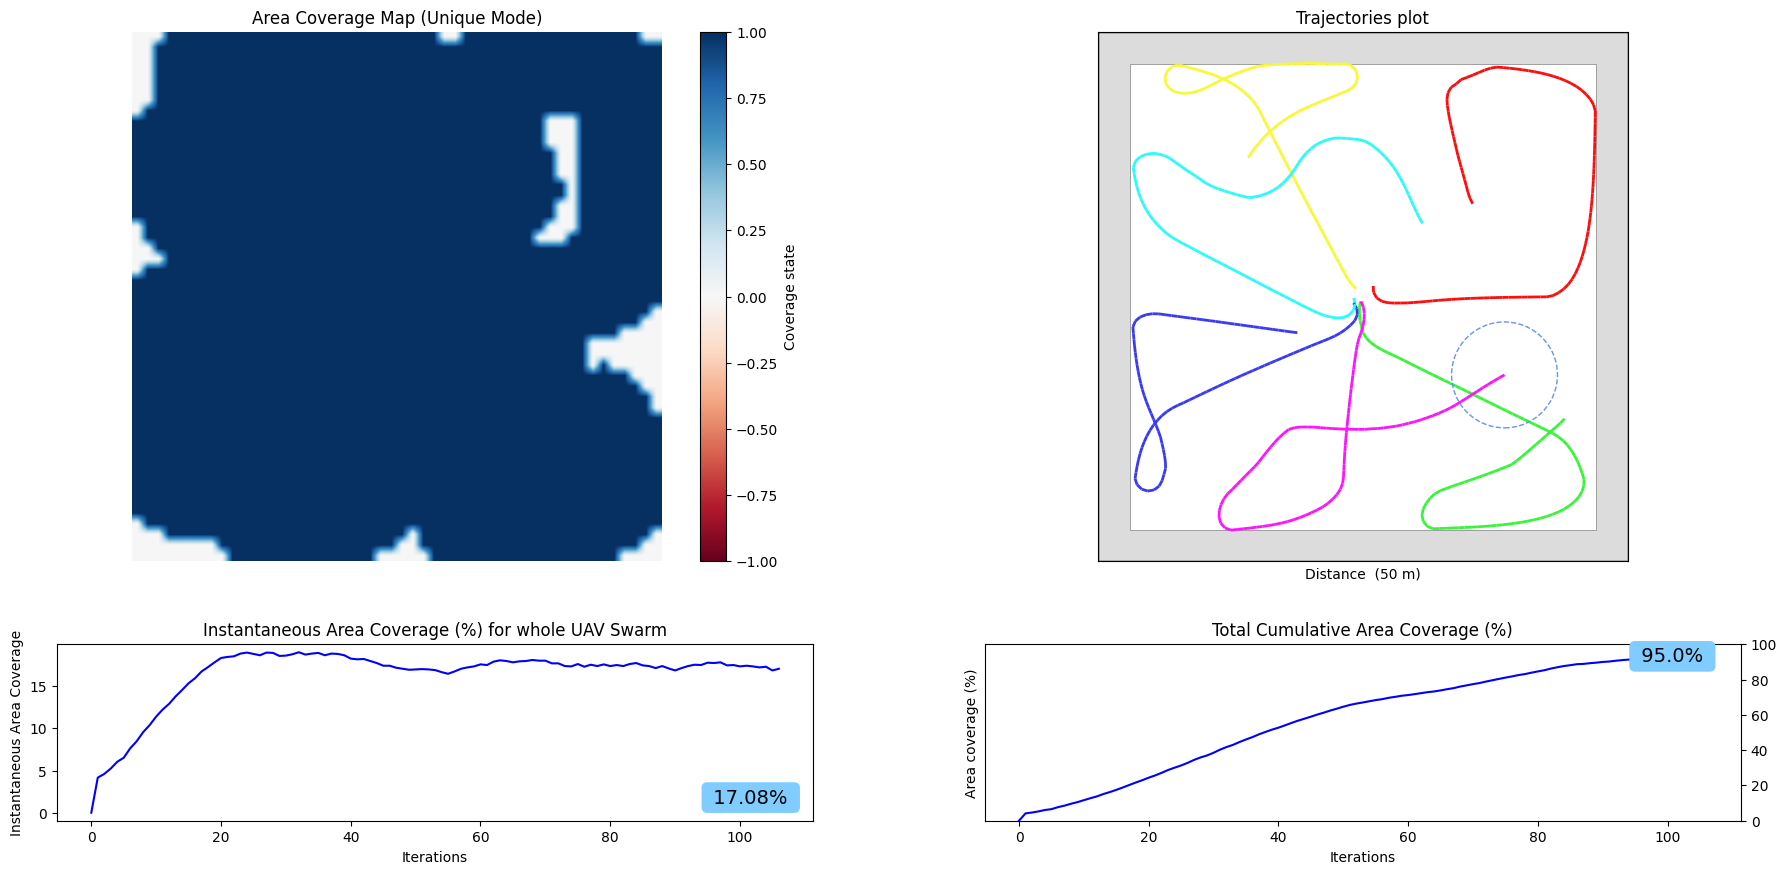 Area Coverage Map (Unique Mode)
1.00
0.75
0.50
0.25
0.00
−0.25
−0.50
−0.75
−1.00
Coverage state
Trajectories plot
Distance  (50 m)
Instantaneous Area Coverage (%) for whole UAV Swarm
Instantaneous Area Coverage
15
10
5
0
17.08%
0 20 40 60 80 100
Iterations
Total Cumulative Area Coverage (%)
Area coverage (%)
95.0%
100
80
60
40
20
0
0 20 40 60 80 100
Iterations